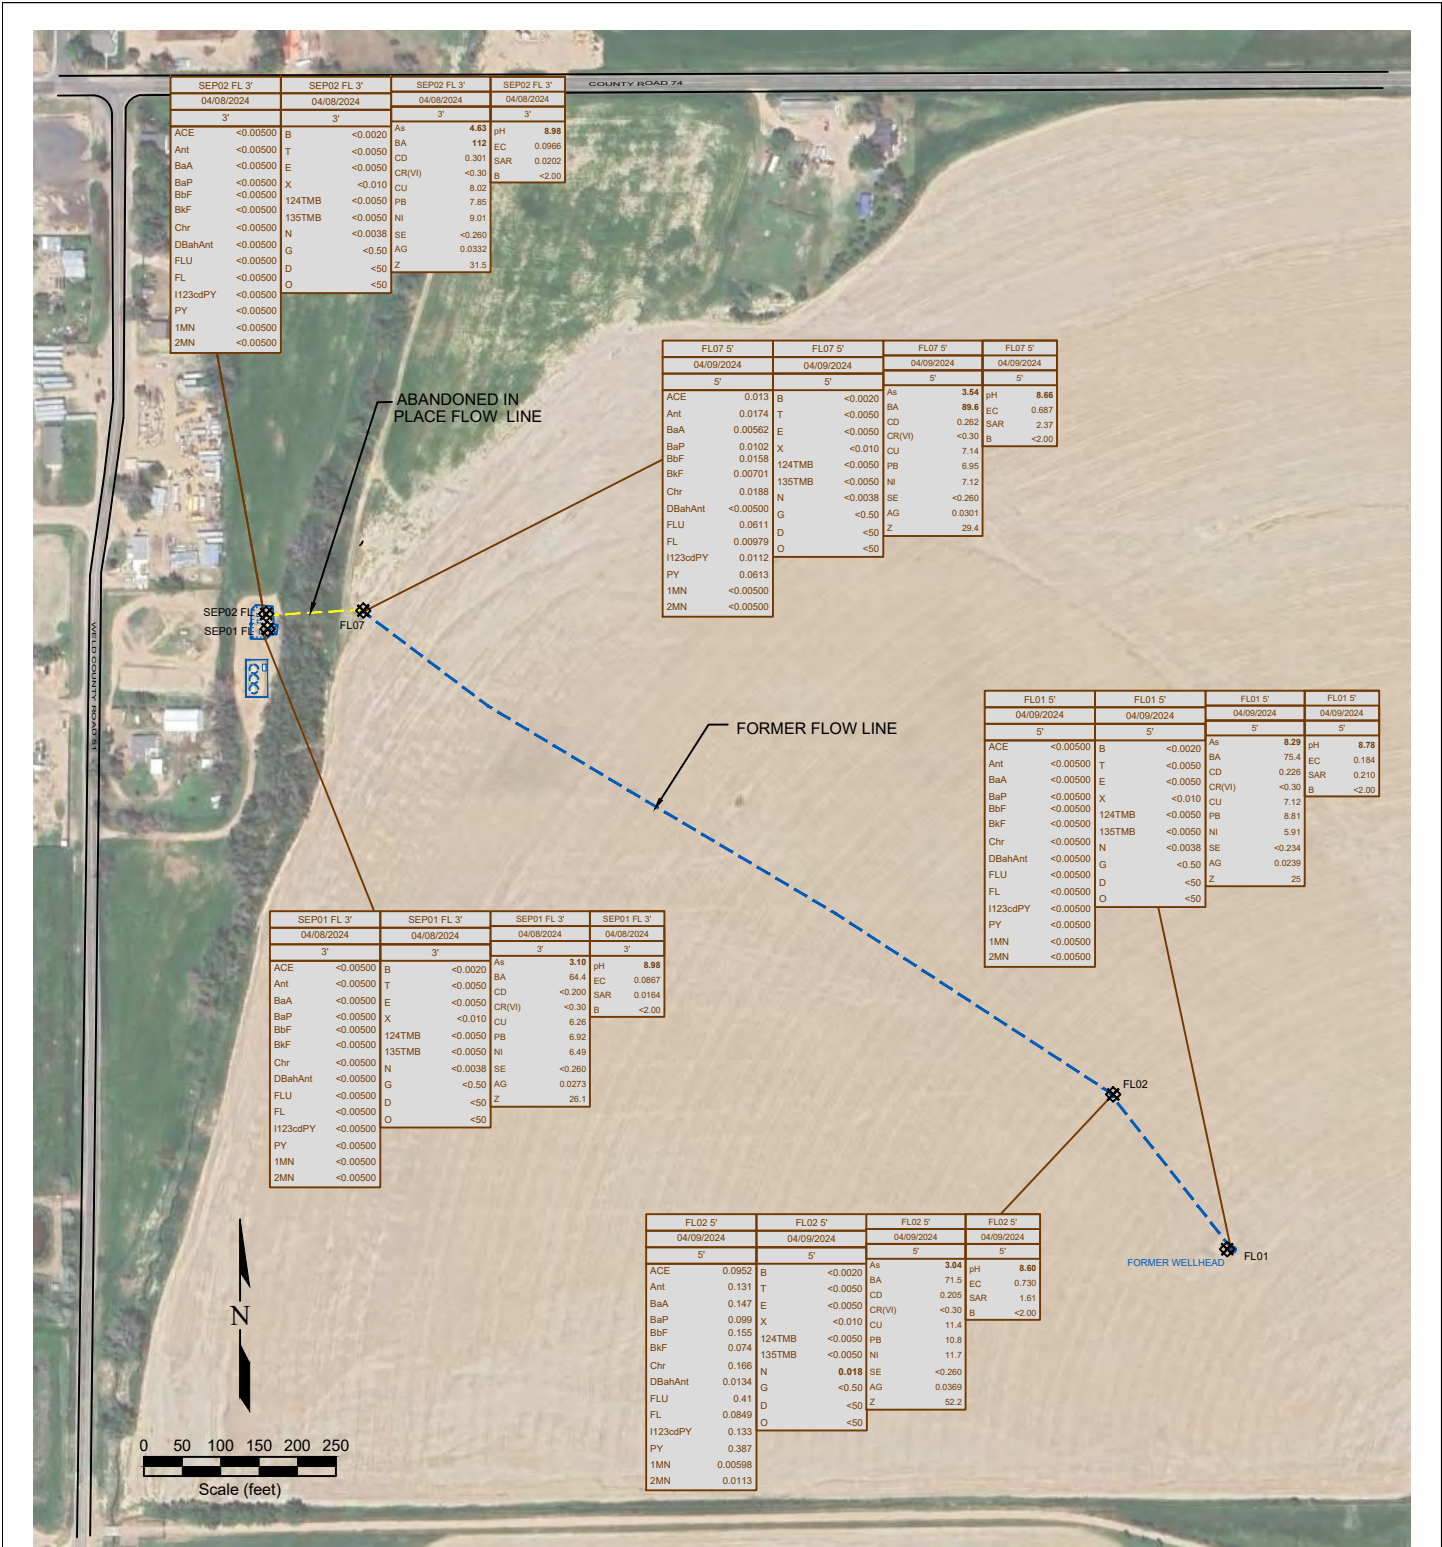 COUNTY ROAD 74
SEP02 FL 3' SEP02 FL 3' SEP02 FL 3' SEP02 FL 3'
04/08/2024 04/08/2024 04/08/2024 04/08/2024
3' 3' 3' 3'
ACE <0.00500
Ant <0.00500
BaA <0.00500
BaP <0.00500
BbF <0.00500
BkF <0.00500
Chr <0.00500
DBahAnt <0.00500
FLU <0.00500
FL <0.00500
I123cdPY <0.00500
PY <0.00500
1MN <0.00500
2MN <0.00500
B <0.0020
T <0.0050
E <0.0050
X <0.010
124TMB <0.0050
135TMB <0.0050
N <0.0038
G <0.50
D <50
O <50
As 4.63
BA 112
CD 0.301
CR(VI) <0.30
CU 8.02
PB 7.85
NI 9.01
SE <0.260
AG 0.0332
Z 31.5
pH 8.98
EC 0.0966
SAR 0.0202
B <2.00
ABANDONED IN
PLACE FLOW LINE
FL07 5' FL07 5' FL07 5' FL07 5'
04/09/2024 04/09/2024 04/09/2024 04/09/2024
5' 5' 5' 5'
ACE 0.013
Ant 0.0174
BaA 0.00562
BaP 0.0102
BbF 0.0158
BkF 0.00701
Chr 0.0188
DBahAnt <0.00500
FLU 0.0611
FL 0.00979
I123cdPY 0.0112
PY 0.0613
1MN <0.00500
2MN <0.00500
B <0.0020
T <0.0050
E <0.0050
X <0.010
124TMB <0.0050
135TMB <0.0050
N <0.0038
G <0.50
D <50
O <50
As 3.54
BA 89.6
CD 0.262
CR(VI) <0.30
CU 7.14
PB 6.95
NI 7.12
SE <0.260
AG 0.0301
Z 29.4
pH 8.66
EC 0.687
SAR 2.37
B <2.00
SEP02 FL
SEP01 FL
FL07
WELD COUNTY ROAD 61
FORMER FLOW LINE
FL01 5' FL01 5' FL01 5' FL01 5'
04/09/2024 04/09/2024 04/09/2024 04/09/2024
5' 5' 5' 5'
ACE <0.00500
Ant <0.00500
BaA <0.00500
BaP <0.00500
BbF <0.00500
BkF <0.00500
Chr <0.00500
DBahAnt <0.00500
FLU <0.00500
FL <0.00500
I123cdPY <0.00500
PY <0.00500
1MN <0.00500
2MN <0.00500
B <0.0020
T <0.0050
E <0.0050
X <0.010
124TMB <0.0050
135TMB <0.0050
N <0.0038
G <0.50
D <50
O <50
As 8.29
BA 75.4
CD 0.226
CR(VI) <0.30
CU 7.12
PB 8.81
NI 5.91
SE <0.234
AG 0.0239
Z 25
pH 8.78
EC 0.184
SAR 0.210
B <2.00
SEP01 FL 3' SEP01 FL 3' SEP01 FL 3' SEP01 FL 3'
04/08/2024 04/08/2024 04/08/2024 04/08/2024
3' 3' 3' 3'
ACE <0.00500
Ant <0.00500
BaA <0.00500
BaP <0.00500
BbF <0.00500
BkF <0.00500
Chr <0.00500
DBahAnt <0.00500
FLU <0.00500
FL <0.00500
I123cdPY <0.00500
PY <0.00500
1MN <0.00500
2MN <0.00500
B <0.0020
T <0.0050
E <0.0050
X <0.010
124TMB <0.0050
135TMB <0.0050
N <0.0038
G <0.50
D <50
O <50
As 3.10
BA 64.4
CD <0.200
CR(VI) <0.30
CU 6.26
PB 6.92
NI 6.49
SE <0.260
AG 0.0273
Z 26.1
pH 8.98
EC 0.0867
SAR 0.0164
B <2.00
FL02
FL02 5' FL02 5' FL02 5' FL02 5'
04/09/2024 04/09/2024 04/09/2024 04/09/2024
5' 5' 5' 5'
ACE 0.0952
Ant 0.131
BaA 0.147
BaP 0.099
BbF 0.155
BkF 0.074
Chr 0.166
DBahAnt 0.0134
FLU 0.41
FL 0.0849
I123cdPY 0.133
PY 0.387
1MN 0.00598
2MN 0.0113
B <0.0020
T <0.0050
E <0.0050
X <0.010
124TMB <0.0050
135TMB <0.0050
N 0.018
G <0.50
D <50
O <50
As 3.04
BA 71.5
CD 0.205
CR(VI) <0.30
CU 11.4
PB 10.8
NI 11.7
SE <0.260
AG 0.0369
Z 52.2
pH 8.60
EC 0.730
SAR 1.61
B <2.00
FL01
FORMER WELLHEAD
N
0 50 100 150 200 250
Scale (feet)